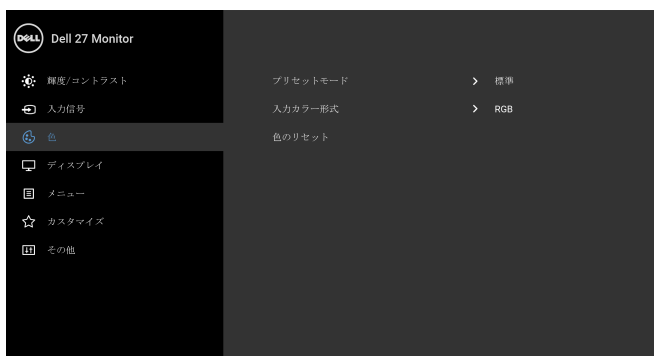 DELL Dell 27 Monitor
輝度/コントラスト
入力信号
色
ディスプレイ
メニュー
カスタマイズ
その他
プリセットモード 標準
入力カラー形式 RGB
色のリセット